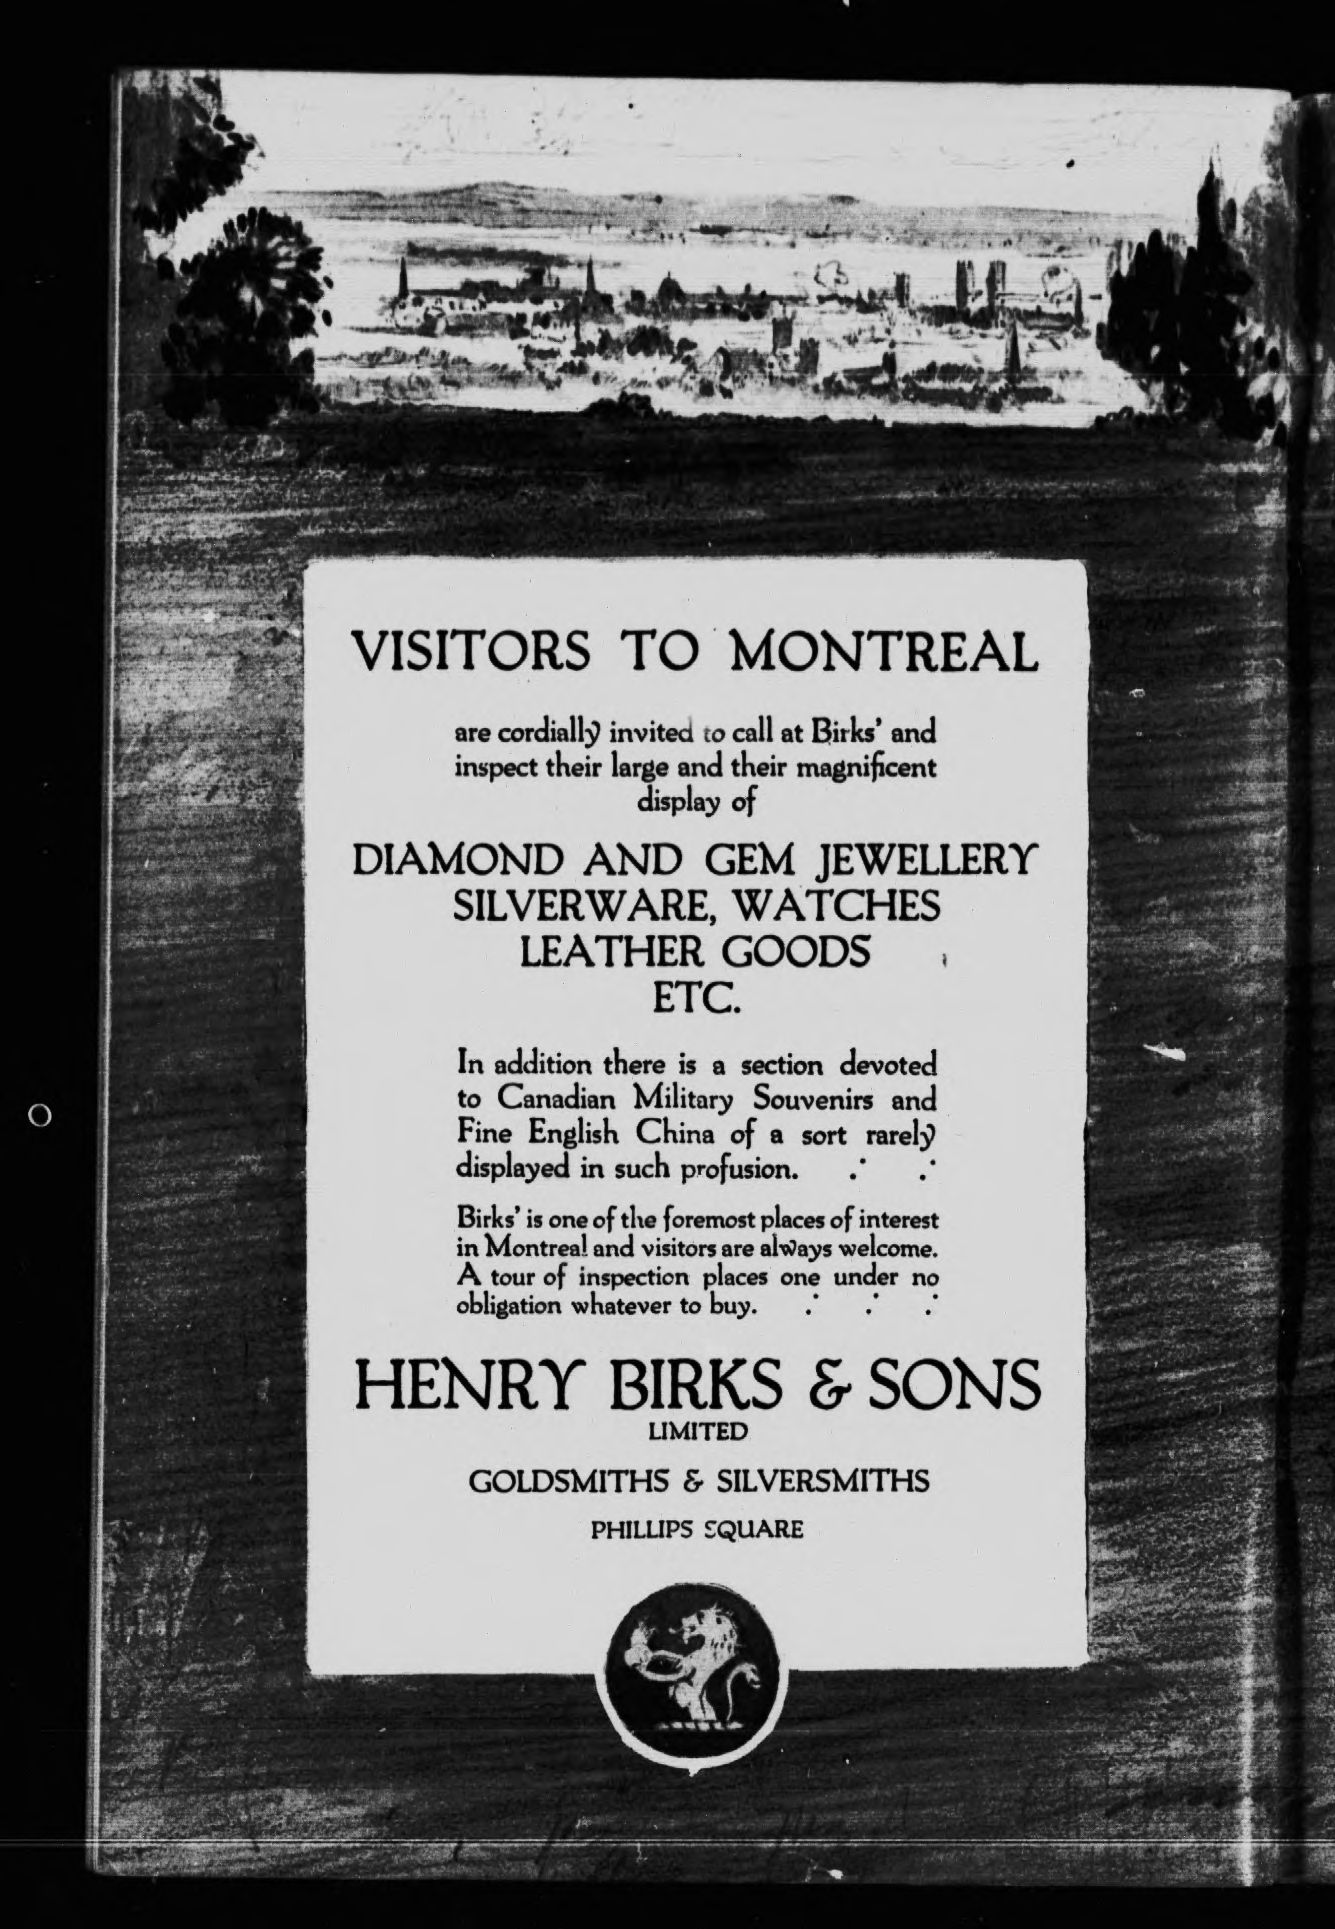 VISITORS TO MONTREAL
are cordially invited to call at Birks' and
inspect their large and their magnificent
display of
DIAMOND AND GEM JEWELLERY
SILVERWARE, WATCHES
LEATHER GOODS
ETC.
In addition there is a section devoted
to Canadian Military Souvenirs and
Fine English China of a sort rarely
displayed in such profusion. .· .·
Birks' is one of the foremost places of interest
in Montreal and visitors are always welcome.
A tour of inspection places one under no
obligation whatever to buy. .· .· .·
HENRY BIRKS & SONS
LIMITED
GOLDSMITHS & SILVERSMITHS
PHILLIPS SQUARE